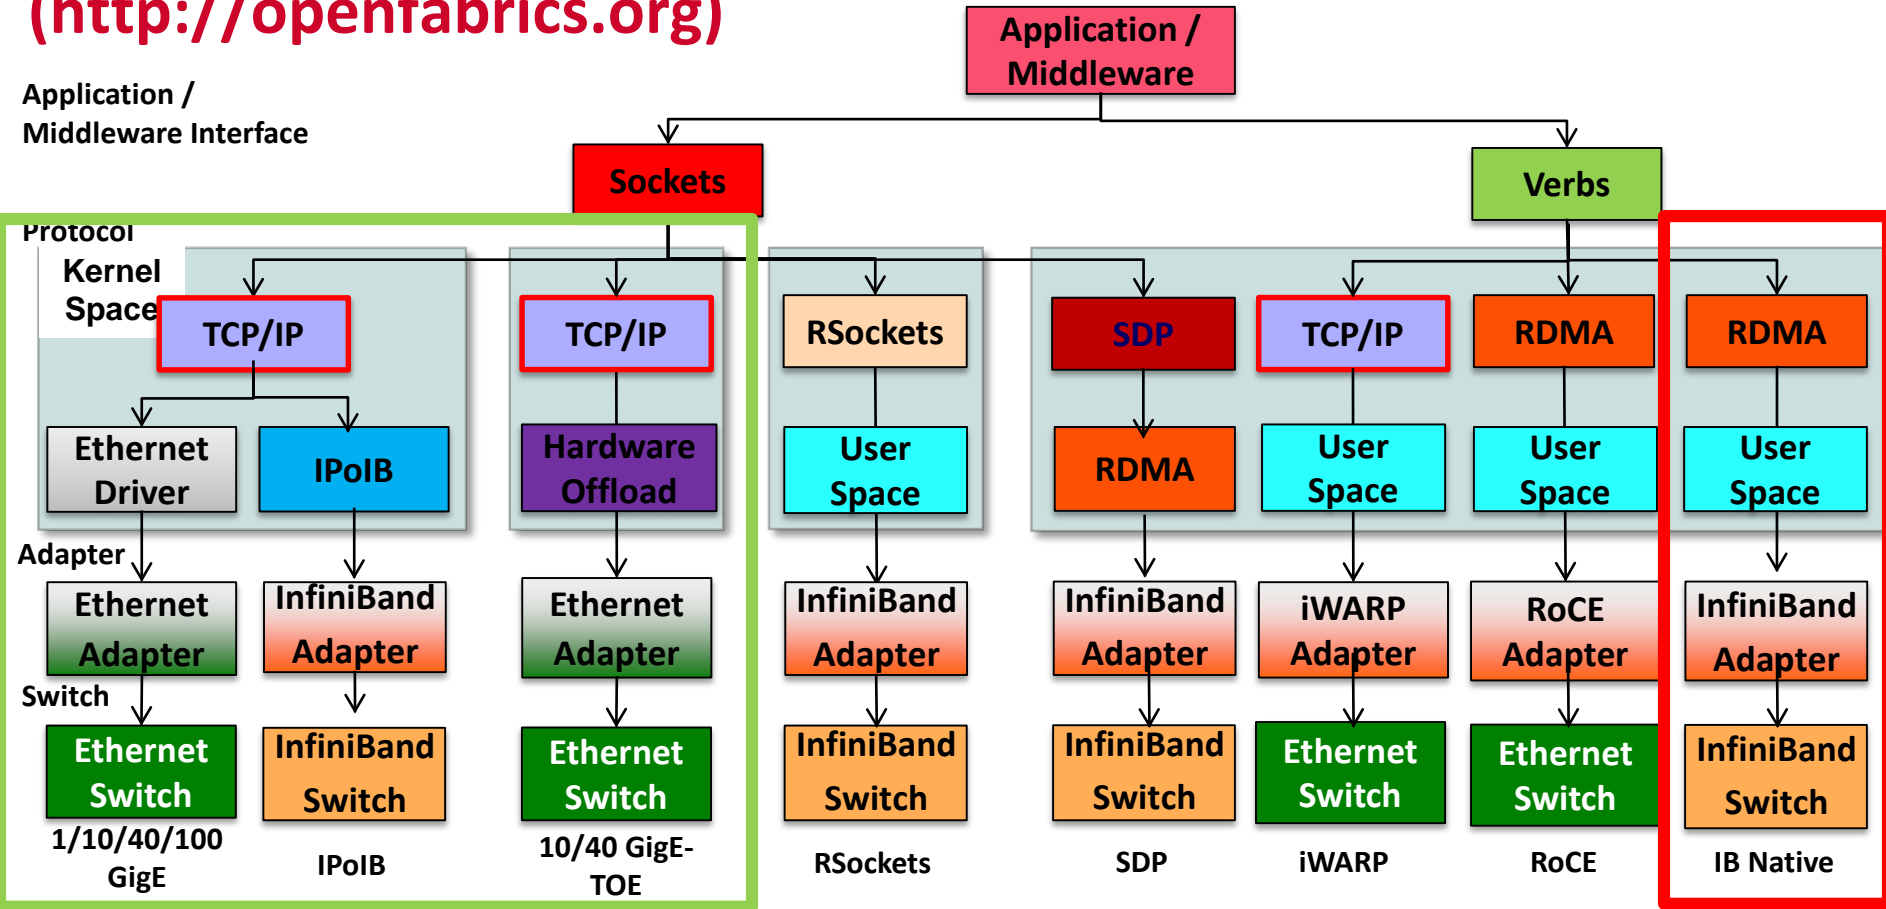 (http://openfabrics.org)
Application /
Middleware
Application /
Middleware Interface
Sockets
Verbs
Protocol
Kernel
Space
TCP/IP
TCP/IP
RSockets
SDP
TCP/IP
RDMA
RDMA
Ethernet
Driver
IPoIB
Hardware
Offload
User
Space
RDMA
User
Space
User
Space
User
Space
Adapter
Ethernet
Adapter
InfiniBand
Adapter
Ethernet
Adapter
InfiniBand
Adapter
InfiniBand
Adapter
iWARP
Adapter
RoCE
Adapter
InfiniBand
Adapter
Switch
Ethernet
Switch
InfiniBand
Switch
Ethernet
Switch
InfiniBand
Switch
InfiniBand
Switch
Ethernet
Switch
Ethernet
Switch
InfiniBand
Switch
1/10/40/100
GigE
IPoIB
10/40 GigE-
TOE
RSockets
SDP
iWARP
RoCE
IB Native